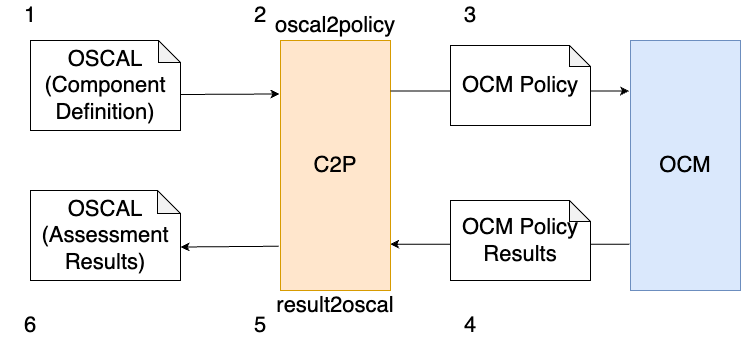 1
2
3
oscal2policy
OSCAL
(Component
Definition)
OCM Policy
C2P
OCM
OSCAL
(Assessment
Results)
OCM Policy
Results
result2oscal
6
5
4